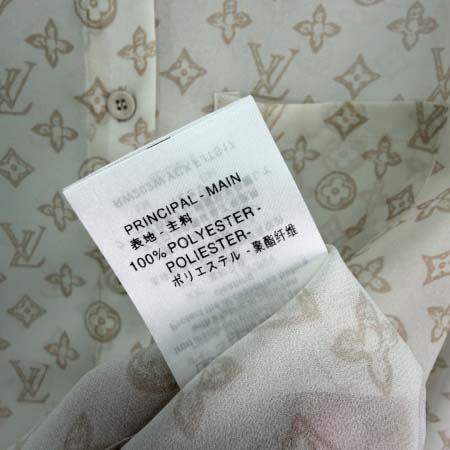 PRINCIPAL - MAIN
表地 - 主料
100% POLYESTER -
POLIESTER-
ポリエステル - 聚酯纤维